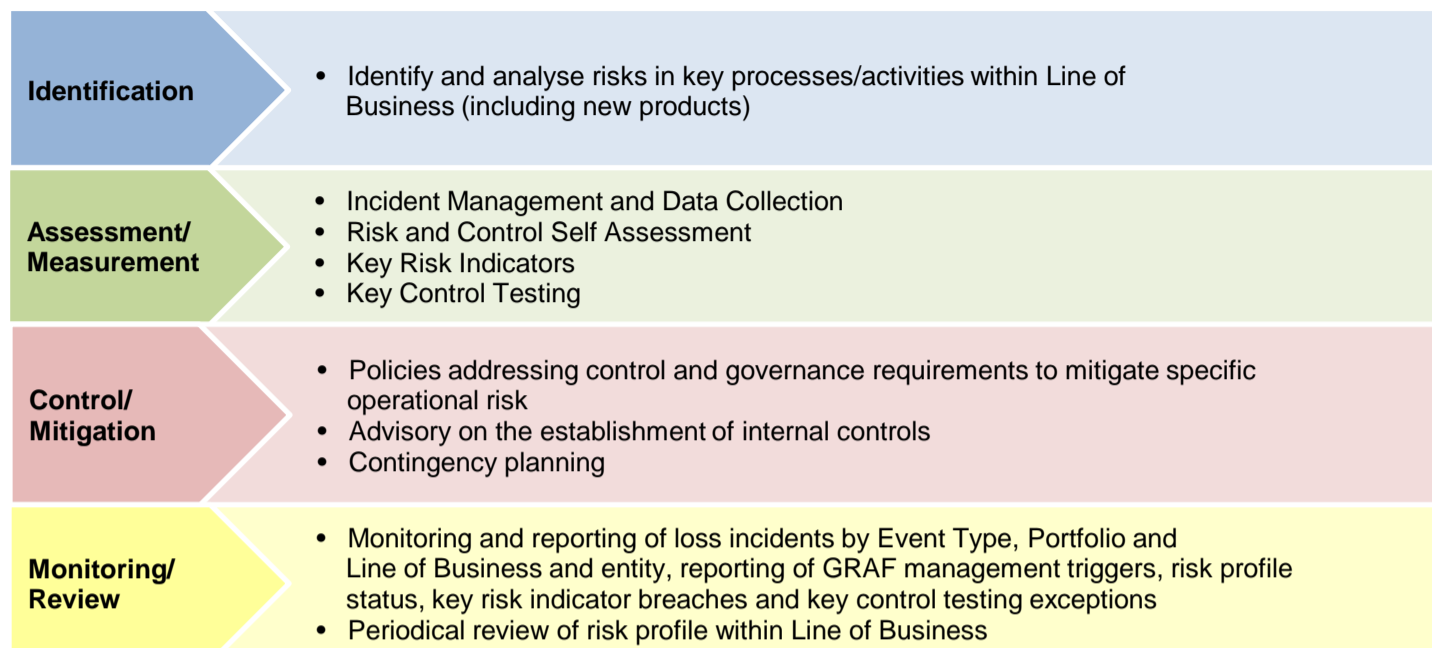 Identification
• Identify and analyse risks in key processes/activities within Line of
Business (including new products)
Assessment/
Measurement
• Incident Management and Data Collection
• Risk and Control Self Assessment
• Key Risk Indicators
• Key Control Testing
Control/
Mitigation
• Policies addressing control and governance requirements to mitigate specific
operational risk
• Advisory on the establishment of internal controls
• Contingency planning
Monitoring/
Review
• Monitoring and reporting of loss incidents by Event Type, Portfolio and
Line of Business and entity, reporting of GRAF management triggers, risk profile
status, key risk indicator breaches and key control testing exceptions
• Periodical review of risk profile within Line of Business